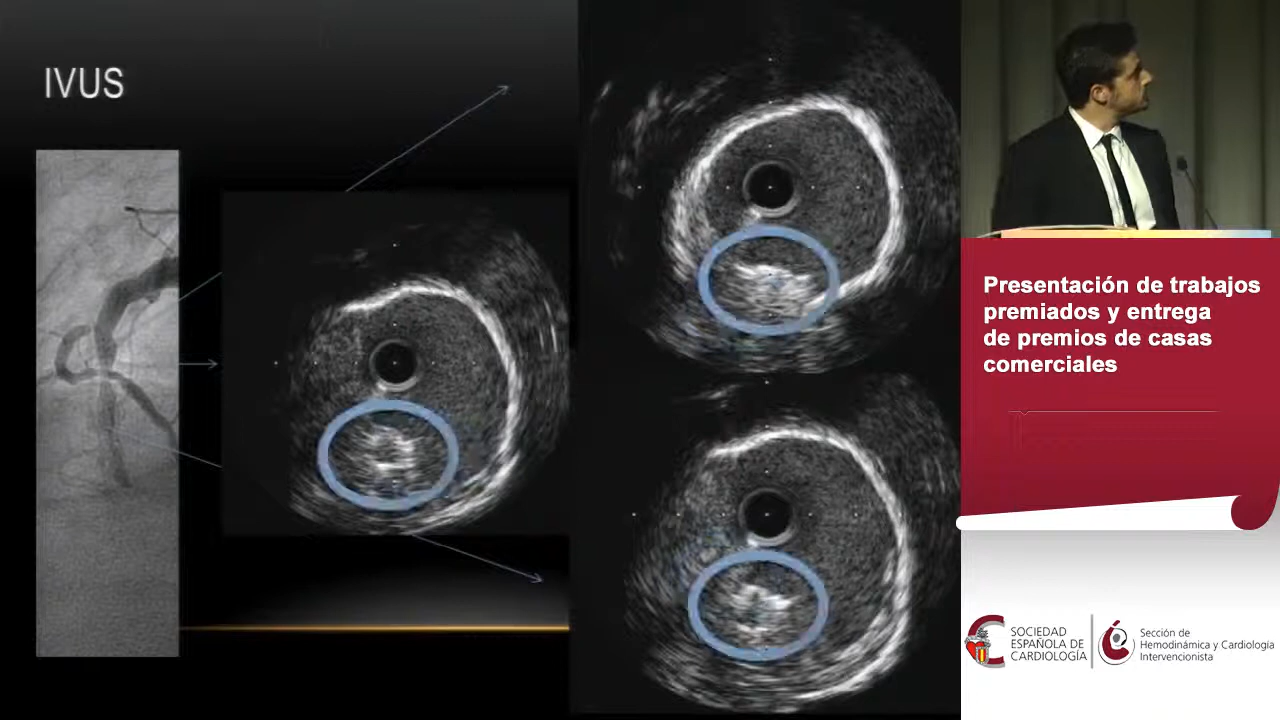 IVUS
Presentación de trabajos
premiados y entrega
de premios de casas
comerciales
SOCIEDAD
ESPAÑOLA DE
CARDIOLOGÍA
Sección de
Hemodinámica y Cardiología
Intervencionista